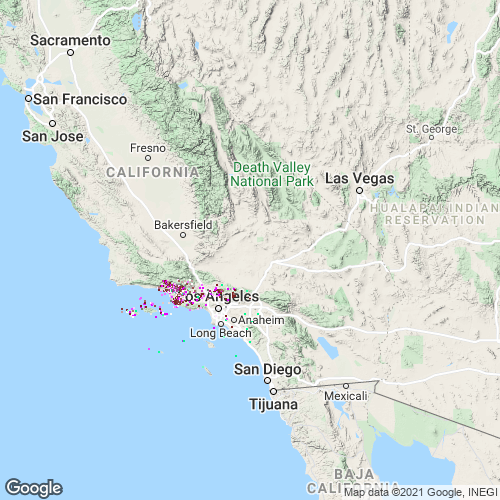 Sacramento
San Francisco
San Jose
St. George
Fresno
CALIFORNIA
Death Valley
National Park
Las Vegas
HUALAPAI INDIAN
RESERVATION
Bakersfield
Los Angeles
Anaheim
Long Beach
San Diego
Tijuana
Mexicali
BAJA
CALIFORNIA
Google
Map data ©2021 Google, INEGI